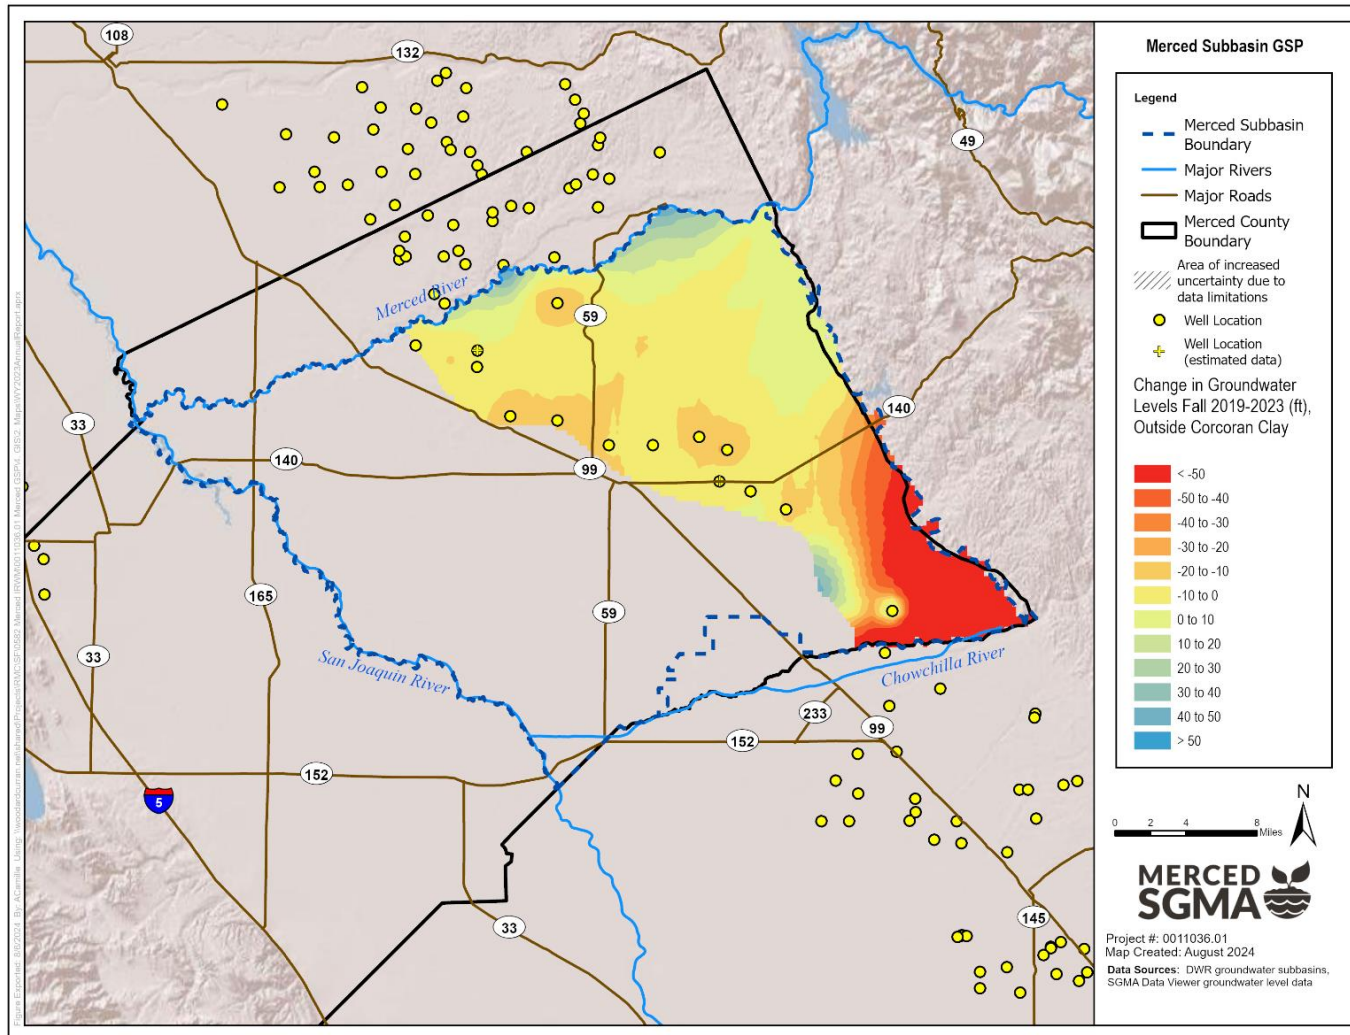 108
132
49
Merced River
59
140
33
140
99
165
59
33
San Joaquin River
Chowchilla River
233
99
152
152
5
145
33
Merced Subbasin GSP
Legend
Merced Subbasin
Boundary
Major Rivers
Major Roads
Merced County
Boundary
Area of increased
uncertainty due to
data limitations
Well Location
Well Location
(estimated data)
Change in Groundwater
Levels Fall 2019-2023 (ft),
Outside Corcoran Clay
< -50
-50 to -40
-40 to -30
-30 to -20
-20 to -10
-10 to 0
0 to 10
10 to 20
20 to 30
30 to 40
40 to 50
> 50
N
0 2 4 8
Miles
MERCED
SGMA
Project #: 0011036.01
Map Created: August 2024
Data Sources: DWR groundwater subbasins,
SGMA Data Viewer groundwater level data